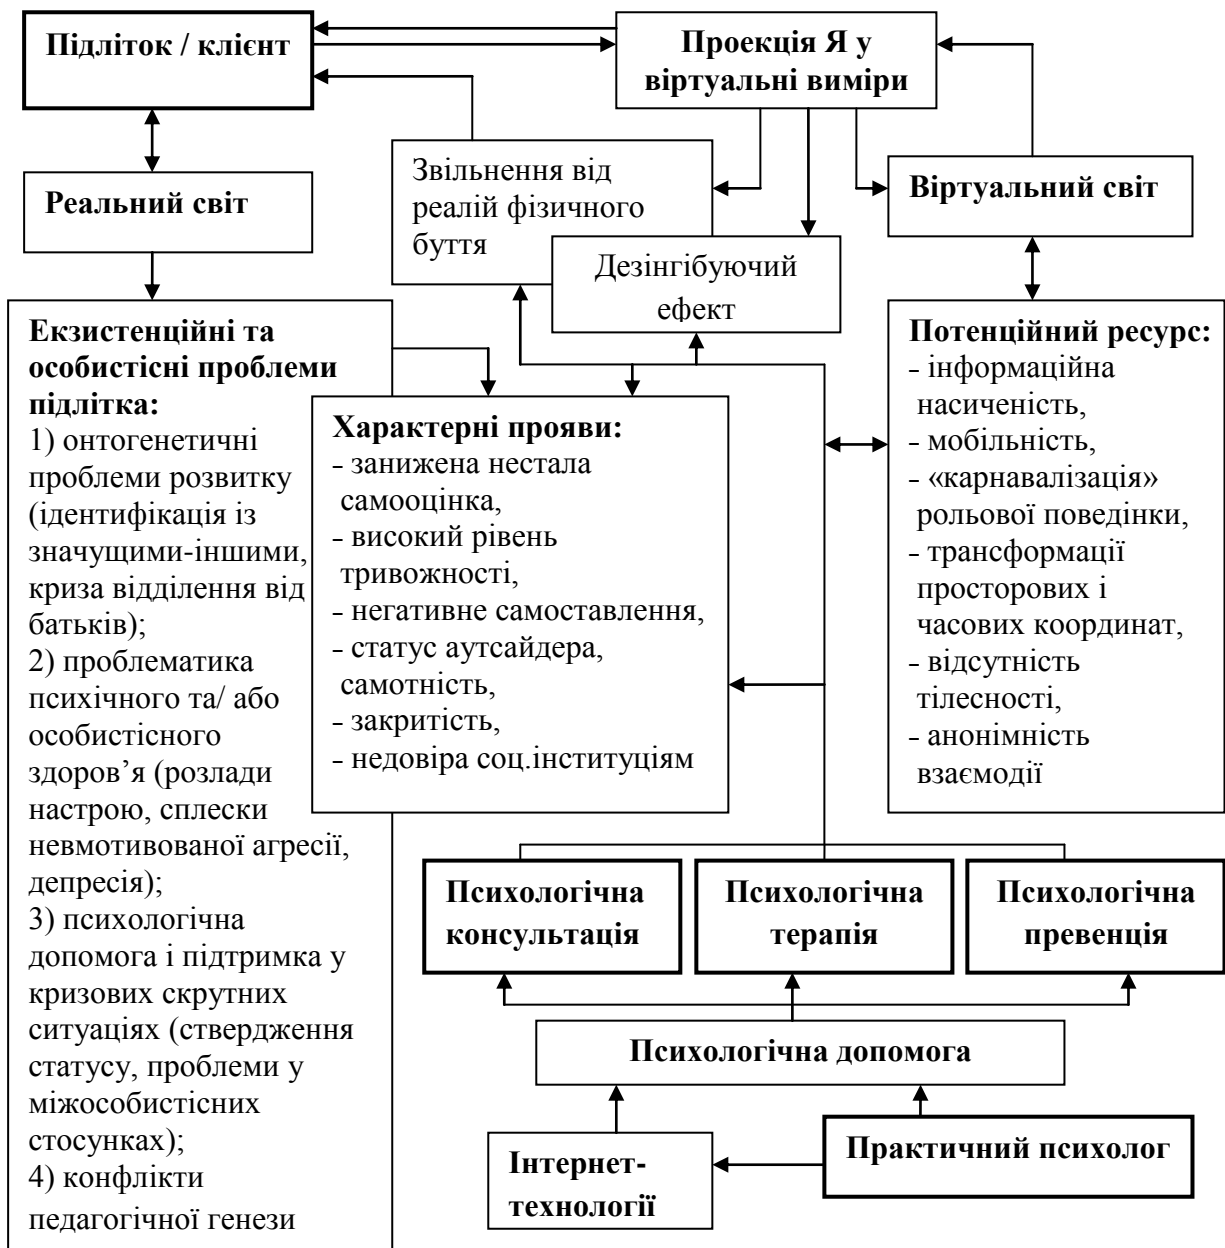 Підліток / клієнт
Проекція Я у
віртуальні виміри
Звільнення від
реалій фізичного
буття
Реальний світ
Віртуальний світ
Дезінгібуючий
ефект
Екзистенційні та
особистісні проблеми
підлітка:
1) онтогенетичні
проблеми розвитку
(ідентифікація із
значущими-іншими,
криза відділення від
батьків);
2) проблематика
психічного та/ або
особистісного
здоров’я (розлади
настрою, сплески
невмотивованої агресії,
депресія);
3) психологічна
допомога і підтримка у
кризових скрутних
ситуаціях (ствердження
статусу, проблеми у
міжособистісних
стосунках);
4) конфлікти
педагогічної генези
Характерні прояви:
- занижена нестала
самооцінка,
- високий рівень
тривожності,
- негативне самоставлення,
- статус аутсайдера,
самотність,
- закритість,
- недовіра соц.інституціям
Потенційний ресурс:
- інформаційна
насиченість,
- мобільність,
- «карнавалізація»
рольової поведінки,
- трансформації
просторових і
часових координат,
- відсутність
тілесності,
- анонімність
взаємодії
Психологічна
консультація
Психологічна
терапія
Психологічна
превенція
Психологічна допомога
Інтернет-
технології
Практичний психолог